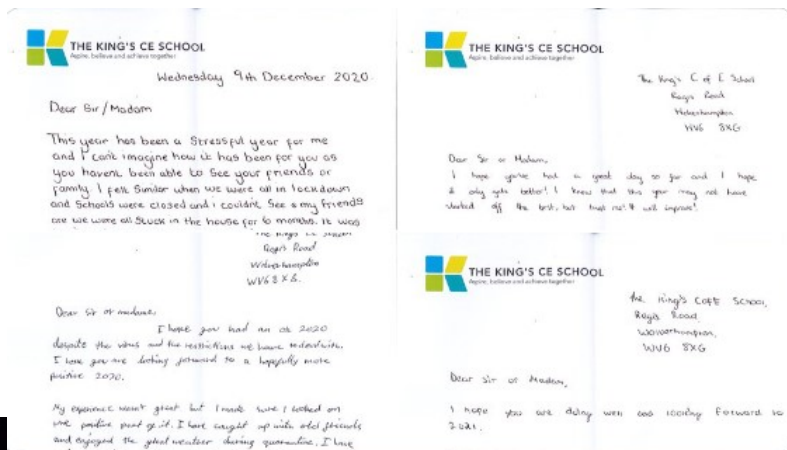 THE KING'S CE SCHOOL
Aspire, believe and achieve together
Wednesday 9th December 2020.
Dear Sir/Madam
This year has been a stressful year for me
and I can't imagine how it has been for you as
you havent been able to see your friends or
family. I felt similar when we were all in lockdown
and Schools were closed and i couldnt see my friends
we were all stuck in the house for 6 months. It was
Regis Road
Wolverhampton
WV6 8XG.
Dear Sir or madame,
I hope you had an ok 2020
despite the virus and the restrictions we have
I hope you are looking forward to a hopefully more
positive 2020.
My experience wasn't great but I made sure I looked on
the positive part of it. I have caught up with old friends
and enjoyed the great weather during quarantine. I have
THE KING'S CE SCHOOL
Aspire, believe and achieve together
The King's C of E School
Regis Road
Wolverhampton
WV6 8XG
Dear Sir or Madam,
I hope you've had a good day so far and I hope
it only gets better! I know that this year may not have
started off the best, but trust me! It will improve!
THE KING'S CE SCHOOL
Aspire, believe and achieve together
the King's CofE School,
Regis Road,
Wolverhampton,
WV6 8XG
Dear Sir or Madam,
I hope you are doing well and looking forward to
2021.